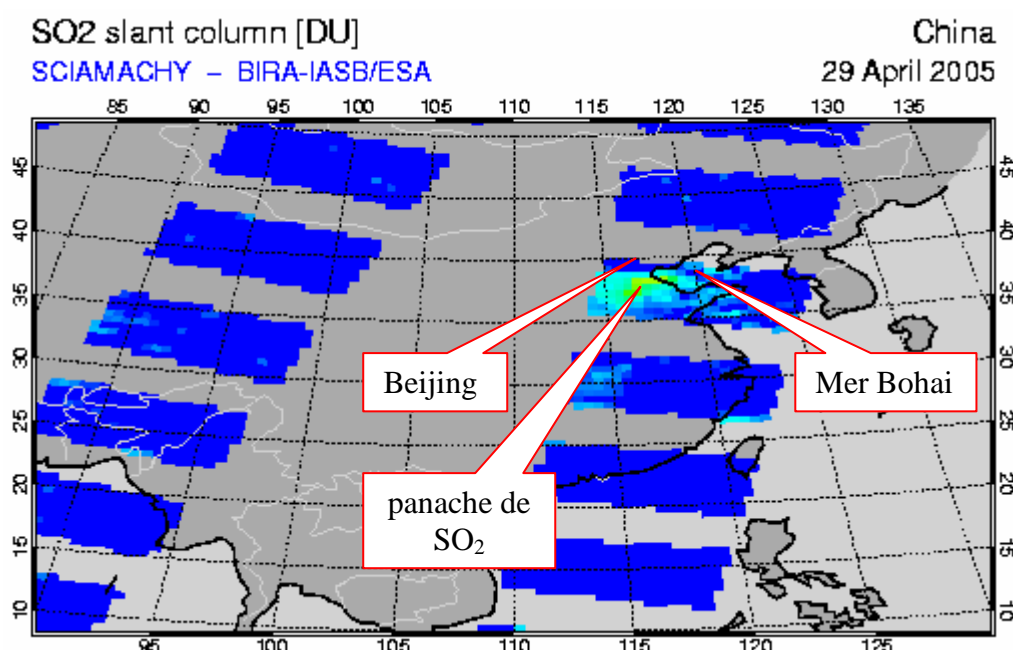 SO2 slant column [DU]
China
SCIAMACHY – BIRA-IASB/ESA
29 April 2005
85 90 95 100 105 110 115 120 125 130 135
45 45
40 40
35 35
30 30
25 25
20 20
15 15
10 10
Beijing
Mer Bohai
panache de
SO₂
95 100 105 110 115 120 125